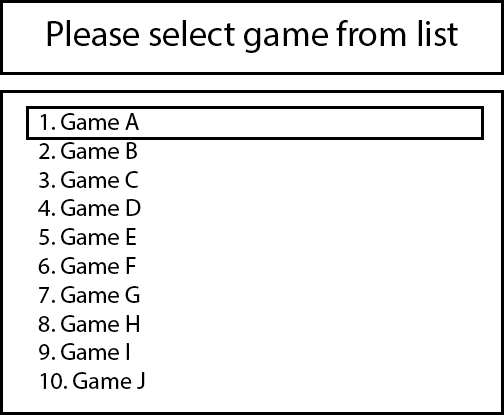 Please select game from list
1. Game A
2. Game B
3. Game C
4. Game D
5. Game E
6. Game F
7. Game G
8. Game H
9. Game I
10. Game J